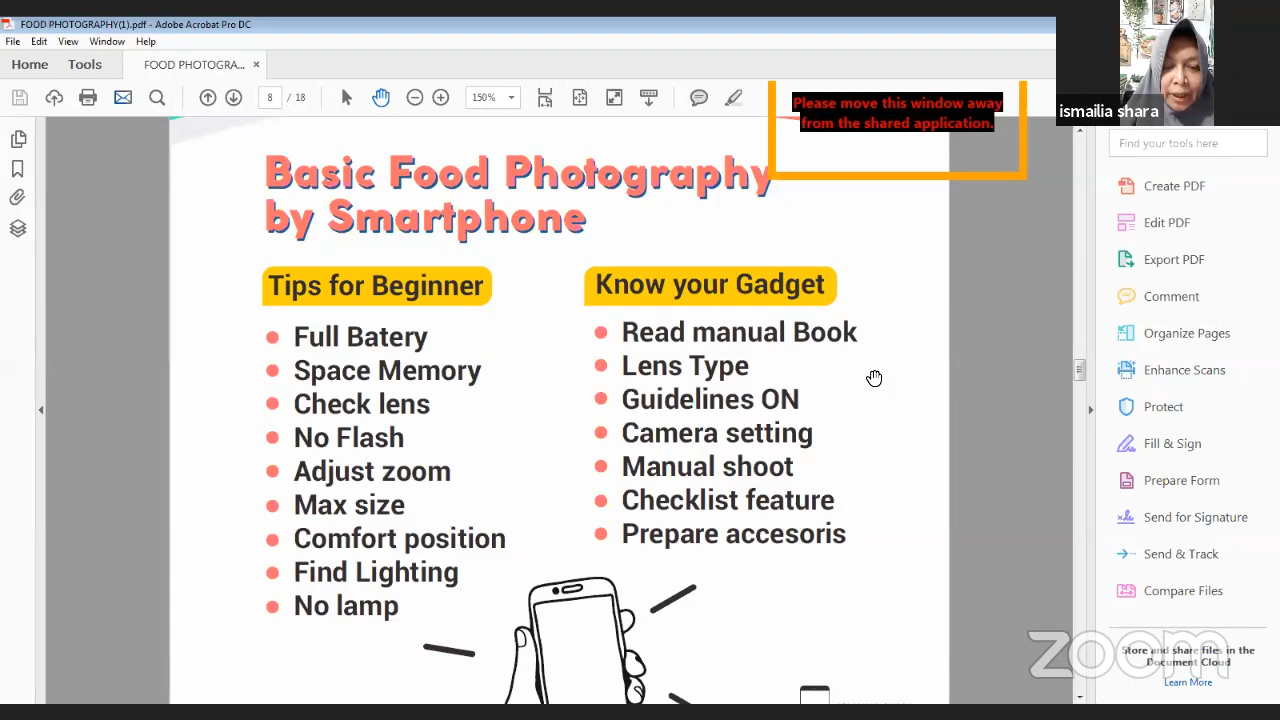 FOOD PHOTOGRAPHY(1).pdf - Adobe Acrobat Pro DC
File Edit View Window Help
Home Tools FOOD PHOTOGRA... ×
8 / 18 150%
Please move this window away
from the shared application.
ismailia shara
Basic Food Photography
by Smartphone
Tips for Beginner
Full Batery
Space Memory
Check lens
No Flash
Adjust zoom
Max size
Comfort position
Find Lighting
No lamp
Know your Gadget
Read manual Book
Lens Type
Guidelines ON
Camera setting
Manual shoot
Checklist feature
Prepare accesoris
Find your tools here
Create PDF
Edit PDF
Export PDF
Comment
Organize Pages
Enhance Scans
Protect
Fill & Sign
Prepare Form
Send for Signature
Send & Track
Compare Files
Store and share files in the
Document Cloud
Learn More
zoom